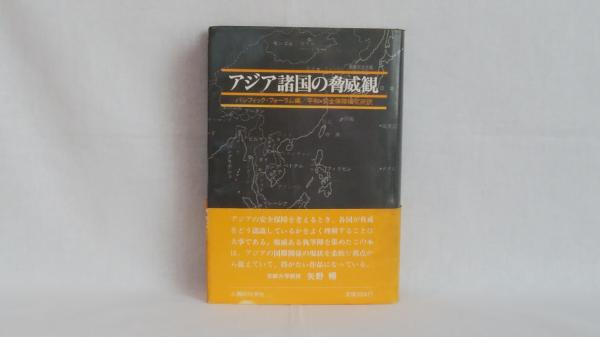 アジア諸国の脅威観
パシフィック・フォーラム編／平和・安全保障研究所訳
フィリピン
アジアの安全保障を考えるとき、各国が脅威
をどう認識しているかをよく理解することは
大事である。権威ある執筆陣を集めたこの本
は、アジアの国際関係の現状を柔軟な視点か
ら捉えていて、得がたい作品になっている。
京都大学教授 矢野 暢